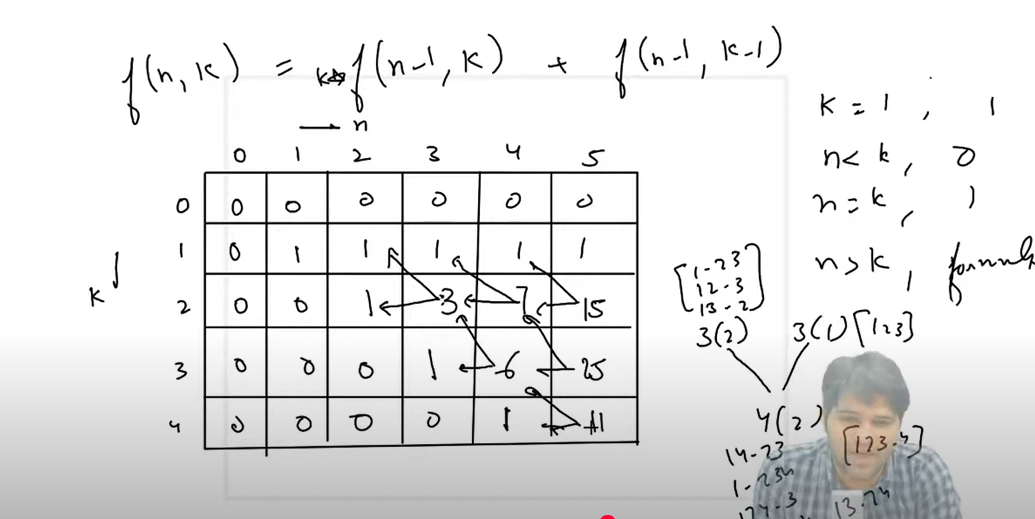 f(n, k) = k f(n-1, k) + f(n-1, k-1)
k = 1, 1
n < k, 0
n = k, 1
n > k,
→ n
0 1 2 3 4 5
0 0 0 0 0 0 0
1 0 1 1 1 1 1
k ↓
2 0 0 1 3 7 15
3 0 0 0 1 6 25
4 0 0 0 0 1 11
[1-23
12-3
13-2]
3(2) 3(1) [123]
4(2) [123-4]
14-23
1-234
124-3 13-24